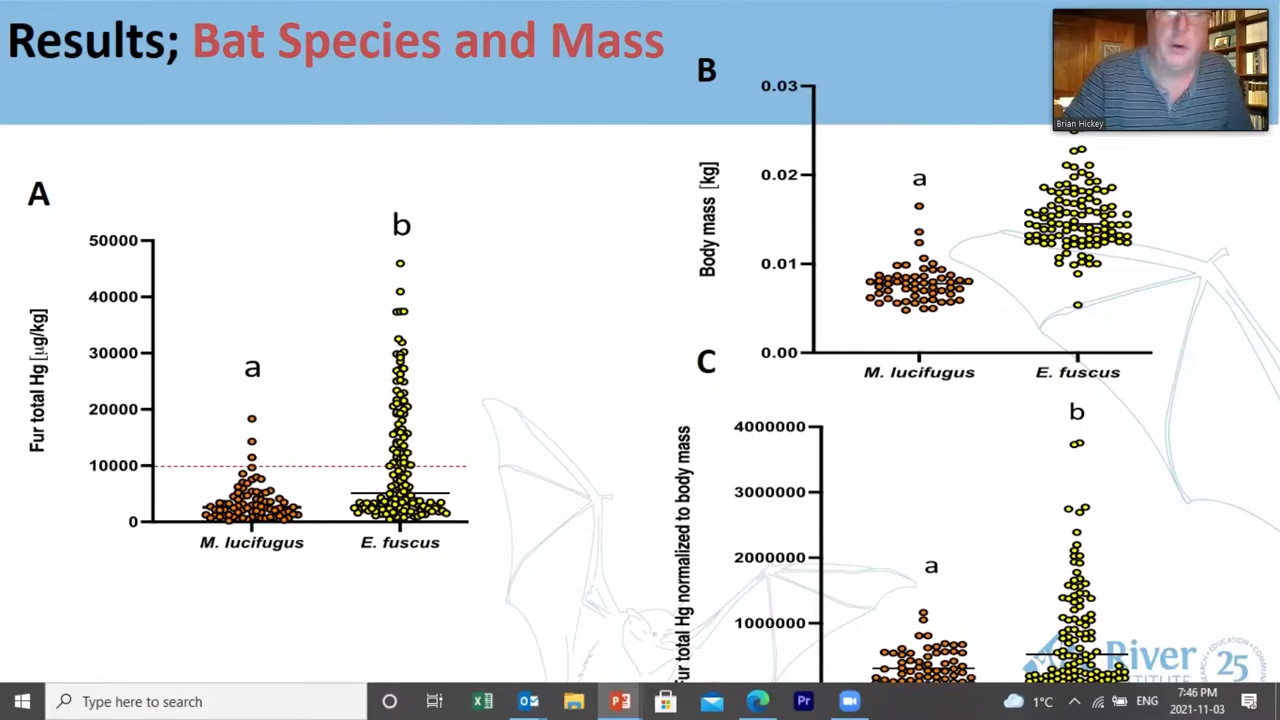 Results; Bat Species and Mass
A
50000
40000
30000
20000
10000
0
Fur total Hg [µg/kg]
a
b
M. lucifugus
E. fuscus
B
0.03
0.02
0.01
0.00
Body mass [kg]
a
M. lucifugus
E. fuscus
C
4000000
3000000
2000000
1000000
Fur total Hg normalized to body mass
a
b
River
25
Brian Hickey
Type here to search
1°C
ENG
7:46 PM
2021-11-03